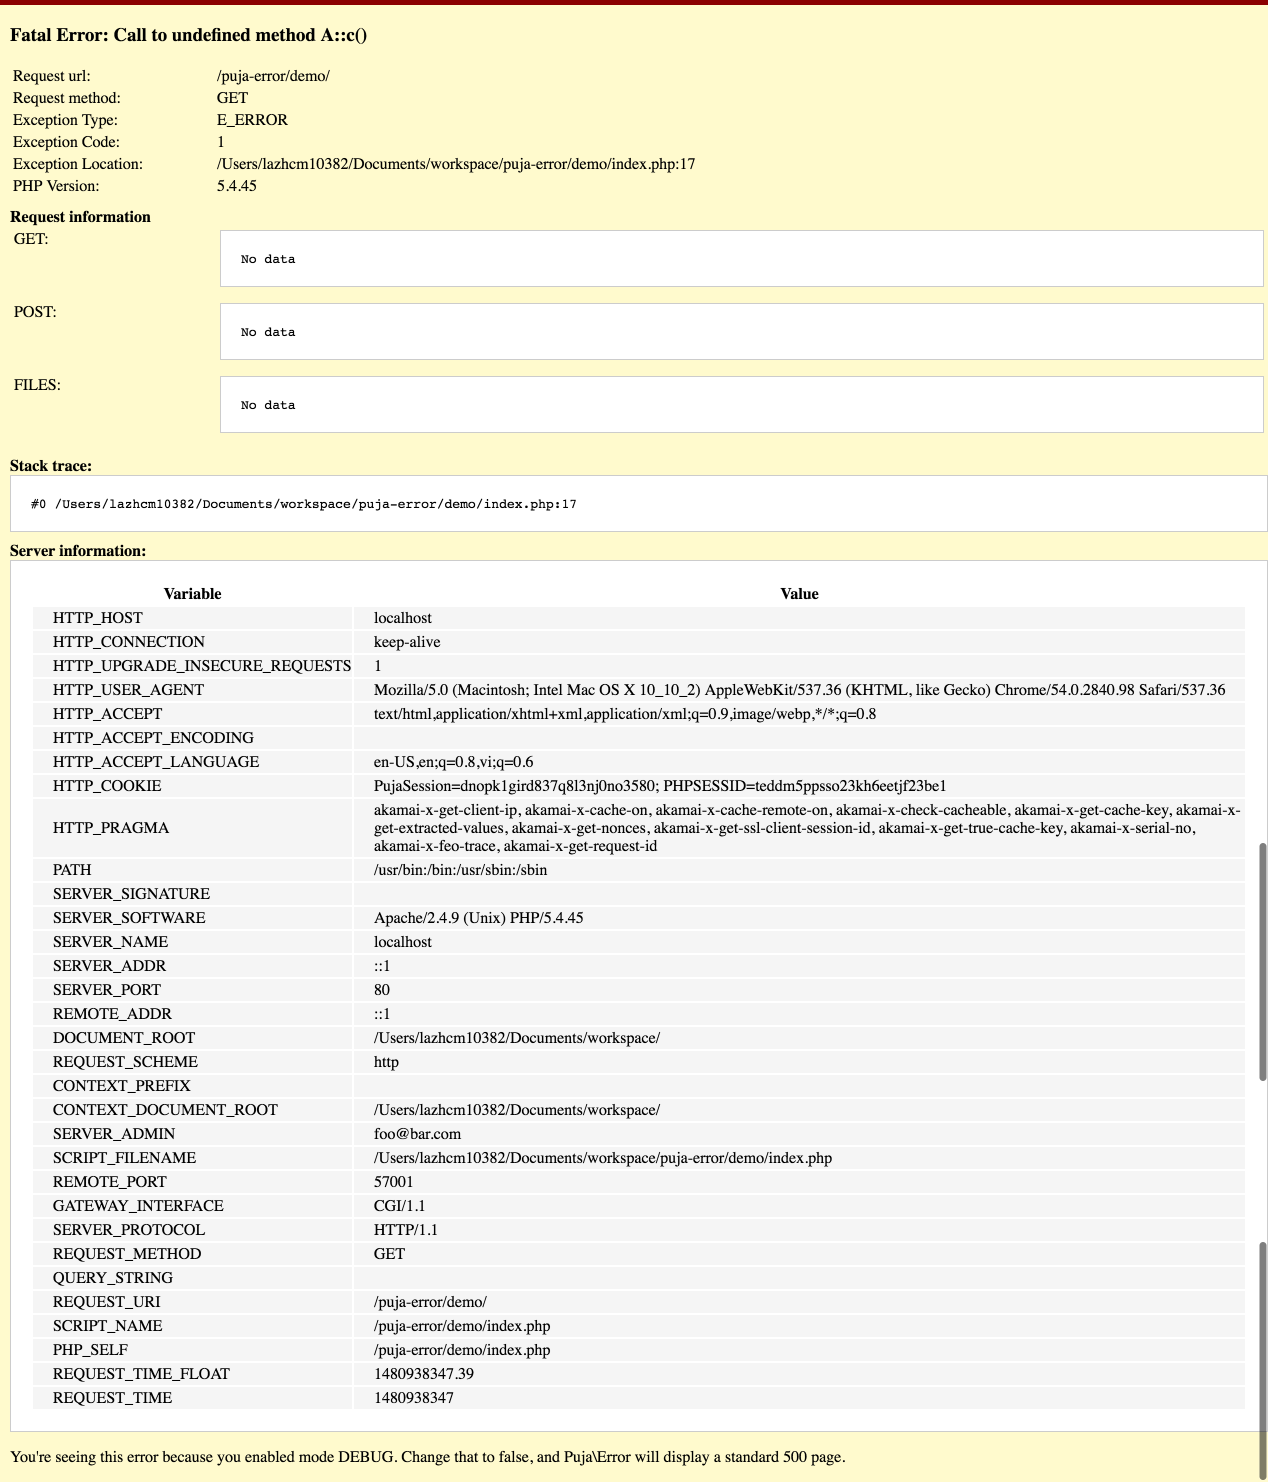 Fatal Error: Call to undefined method A::c()
Request url: /puja-error/demo/
Request method: GET
Exception Type: E_ERROR
Exception Code: 1
Exception Location: /Users/lazhcm10382/Documents/workspace/puja-error/demo/index.php:17
PHP Version: 5.4.45
Request information
GET: No data
POST: No data
FILES: No data
Stack trace:
#0 /Users/lazhcm10382/Documents/workspace/puja-error/demo/index.php:17
Server information:
Variable Value
HTTP_HOST localhost
HTTP_CONNECTION keep-alive
HTTP_UPGRADE_INSECURE_REQUESTS 1
HTTP_USER_AGENT Mozilla/5.0 (Macintosh; Intel Mac OS X 10_10_2) AppleWebKit/537.36 (KHTML, like Gecko) Chrome/54.0.2840.98 Safari/537.36
HTTP_ACCEPT text/html,application/xhtml+xml,application/xml;q=0.9,image/webp,*/*;q=0.8
HTTP_ACCEPT_ENCODING
HTTP_ACCEPT_LANGUAGE en-US,en;q=0.8,vi;q=0.6
HTTP_COOKIE PujaSession=dnopk1gird837q8l3nj0no3580; PHPSESSID=teddm5ppsso23kh6eetjf23be1
HTTP_PRAGMA akamai-x-get-client-ip, akamai-x-cache-on, akamai-x-cache-remote-on, akamai-x-check-cacheable, akamai-x-get-cache-key, akamai-x-
get-extracted-values, akamai-x-get-nonces, akamai-x-get-ssl-client-session-id, akamai-x-get-true-cache-key, akamai-x-serial-no,
akamai-x-feo-trace, akamai-x-get-request-id
PATH /usr/bin:/bin:/usr/sbin:/sbin
SERVER_SIGNATURE
SERVER_SOFTWARE Apache/2.4.9 (Unix) PHP/5.4.45
SERVER_NAME localhost
SERVER_ADDR ::1
SERVER_PORT 80
REMOTE_ADDR ::1
DOCUMENT_ROOT /Users/lazhcm10382/Documents/workspace/
REQUEST_SCHEME http
CONTEXT_PREFIX
CONTEXT_DOCUMENT_ROOT /Users/lazhcm10382/Documents/workspace/
SERVER_ADMIN foo@bar.com
SCRIPT_FILENAME /Users/lazhcm10382/Documents/workspace/puja-error/demo/index.php
REMOTE_PORT 57001
GATEWAY_INTERFACE CGI/1.1
SERVER_PROTOCOL HTTP/1.1
REQUEST_METHOD GET
QUERY_STRING
REQUEST_URI /puja-error/demo/
SCRIPT_NAME /puja-error/demo/index.php
PHP_SELF /puja-error/demo/index.php
REQUEST_TIME_FLOAT 1480938347.39
REQUEST_TIME 1480938347
You're seeing this error because you enabled mode DEBUG. Change that to false, and Puja\Error will display a standard 500 page.